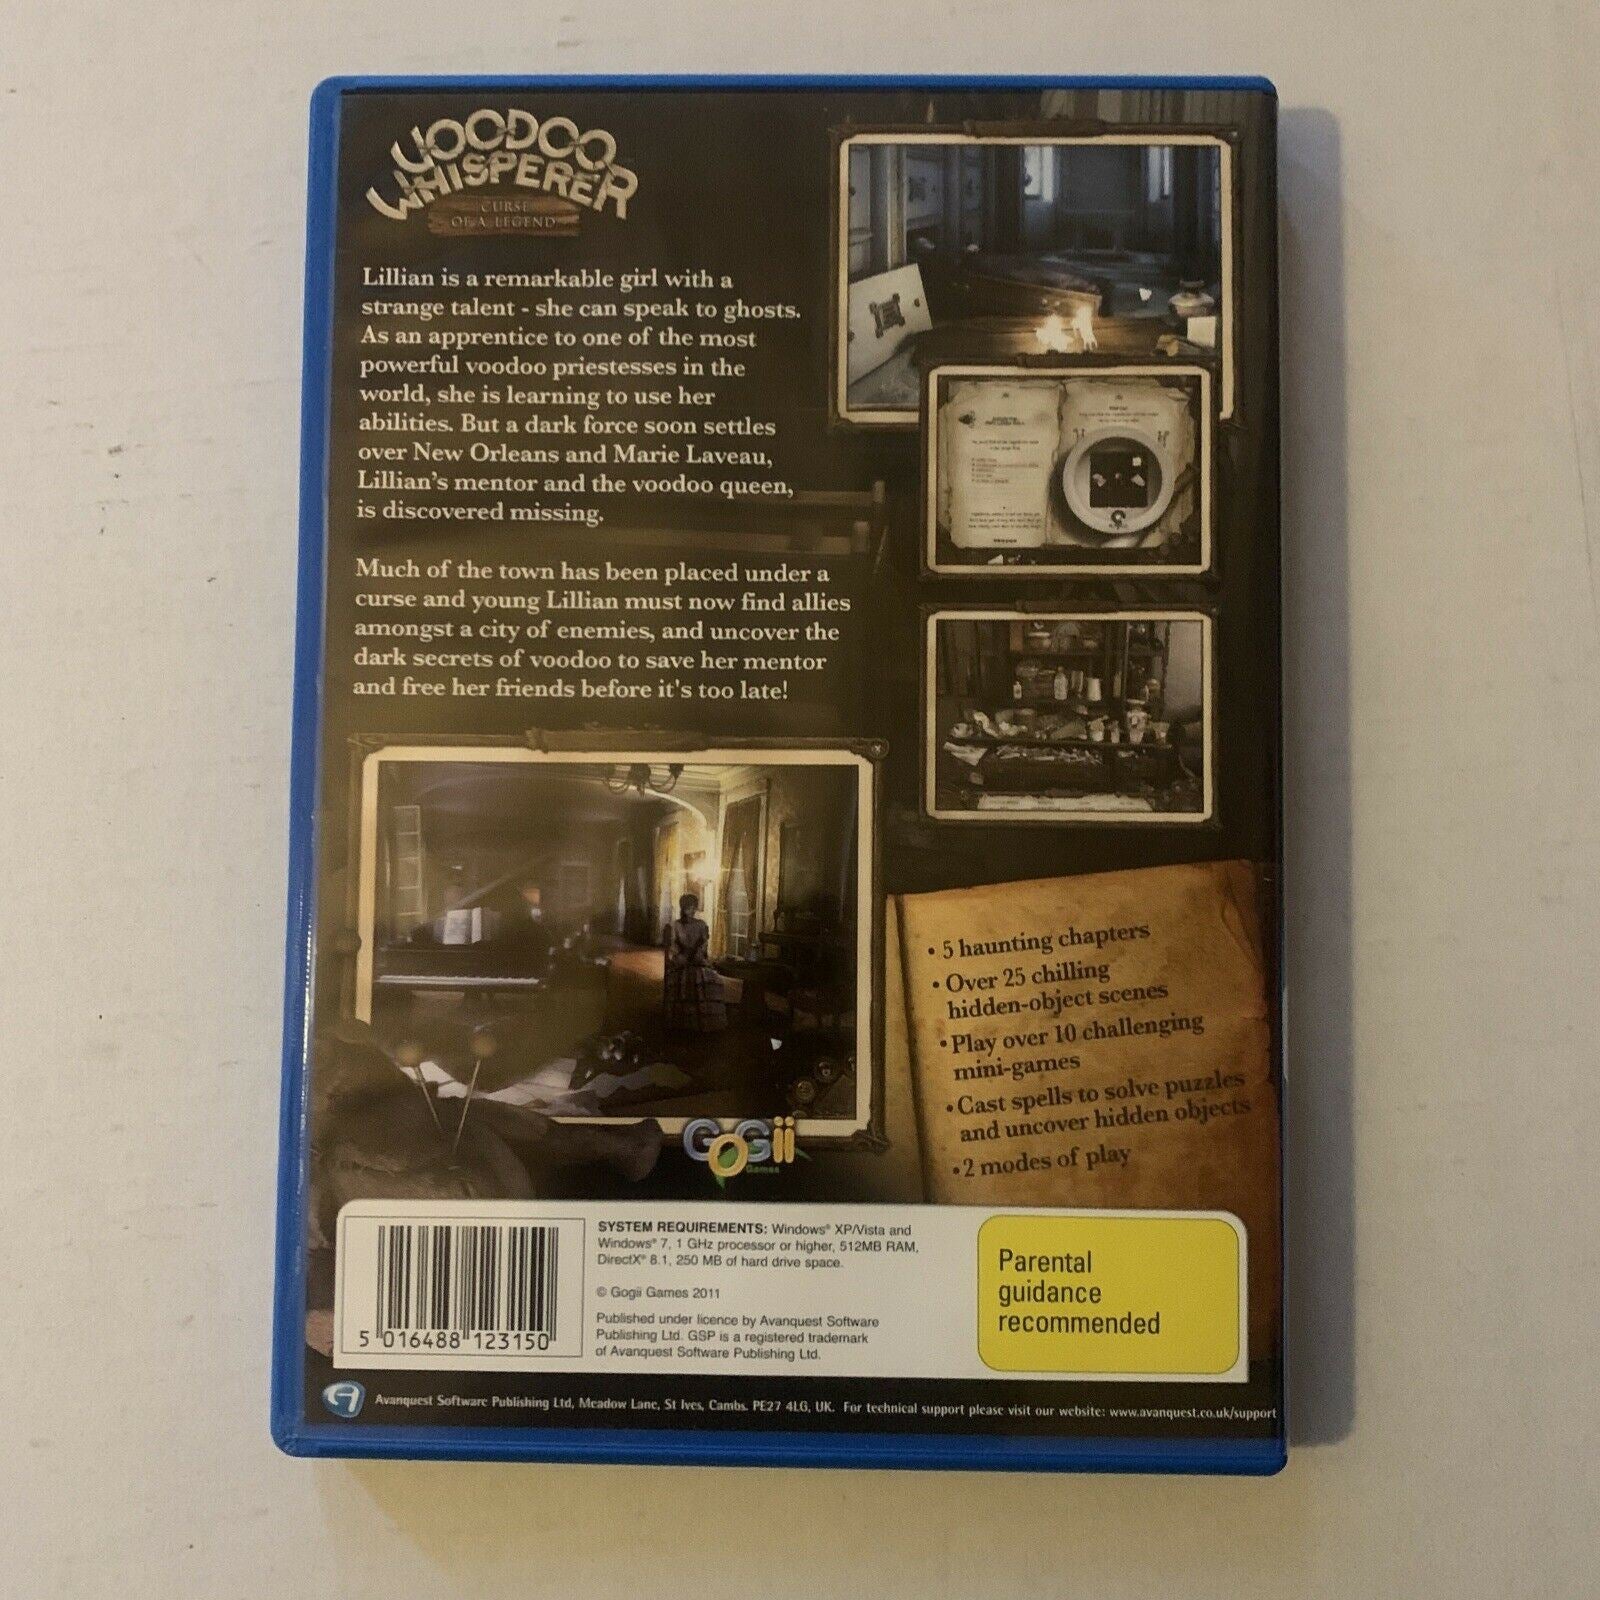 VOODOO
WHISPERER
CURSE
OF A LEGEND
Lillian is a remarkable girl with a
strange talent - she can speak to ghosts.
As an apprentice to one of the most
powerful voodoo priestesses in the
world, she is learning to use her
abilities. But a dark force soon settles
over New Orleans and Marie Laveau,
Lillian's mentor and the voodoo queen,
is discovered missing.
Much of the town has been placed under a
curse and young Lillian must now find allies
amongst a city of enemies, and uncover the
dark secrets of voodoo to save her mentor
and free her friends before it's too late!
• 5 haunting chapters
• Over 25 chilling
hidden-object scenes
• Play over 10 challenging
mini-games
• Cast spells to solve puzzles
and uncover hidden objects
• 2 modes of play
GoGii
Games
SYSTEM REQUIREMENTS: Windows® XP/Vista and
Windows® 7, 1 GHz processor or higher, 512MB RAM,
DirectX® 8.1, 250 MB of hard drive space.
© Gogii Games 2011
Published under licence by Avanquest Software
Publishing Ltd. GSP is a registered trademark
of Avanquest Software Publishing Ltd.
5 016488 123150
Parental
guidance
recommended
Avanquest Software Publishing Ltd, Meadow Lane, St Ives, Cambs. PE27 4LG, UK. For technical support please visit our website: www.avanquest.co.uk/support